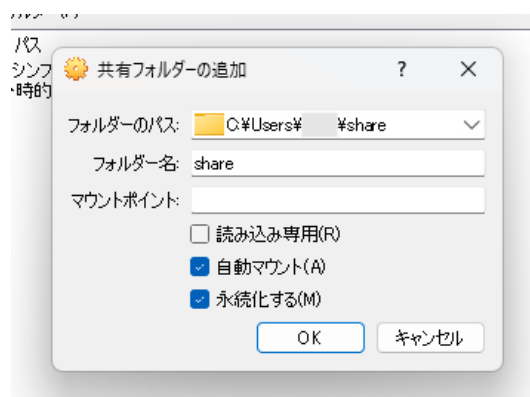 パス
シンフ
時的
共有フォルダーの追加 ? ×
フォルダーのパス: C:¥Users¥ ¥share
フォルダー名: share
マウントポイント:
読み込み専用(R)
自動マウント(A)
永続化する(M)
OK キャンセル